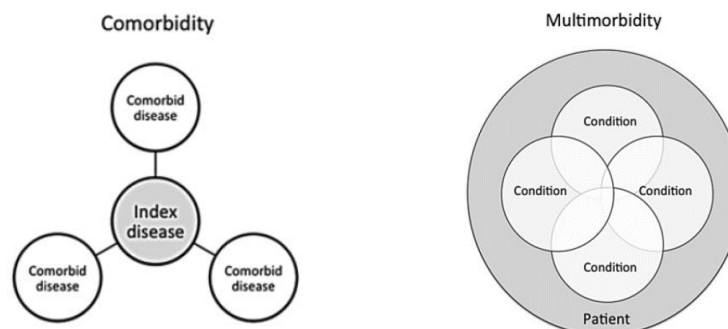 Comorbidity
Comorbid
disease
Index
disease
Comorbid
disease
Comorbid
disease
Multimorbidity
Condition
Condition
Condition
Condition
Patient